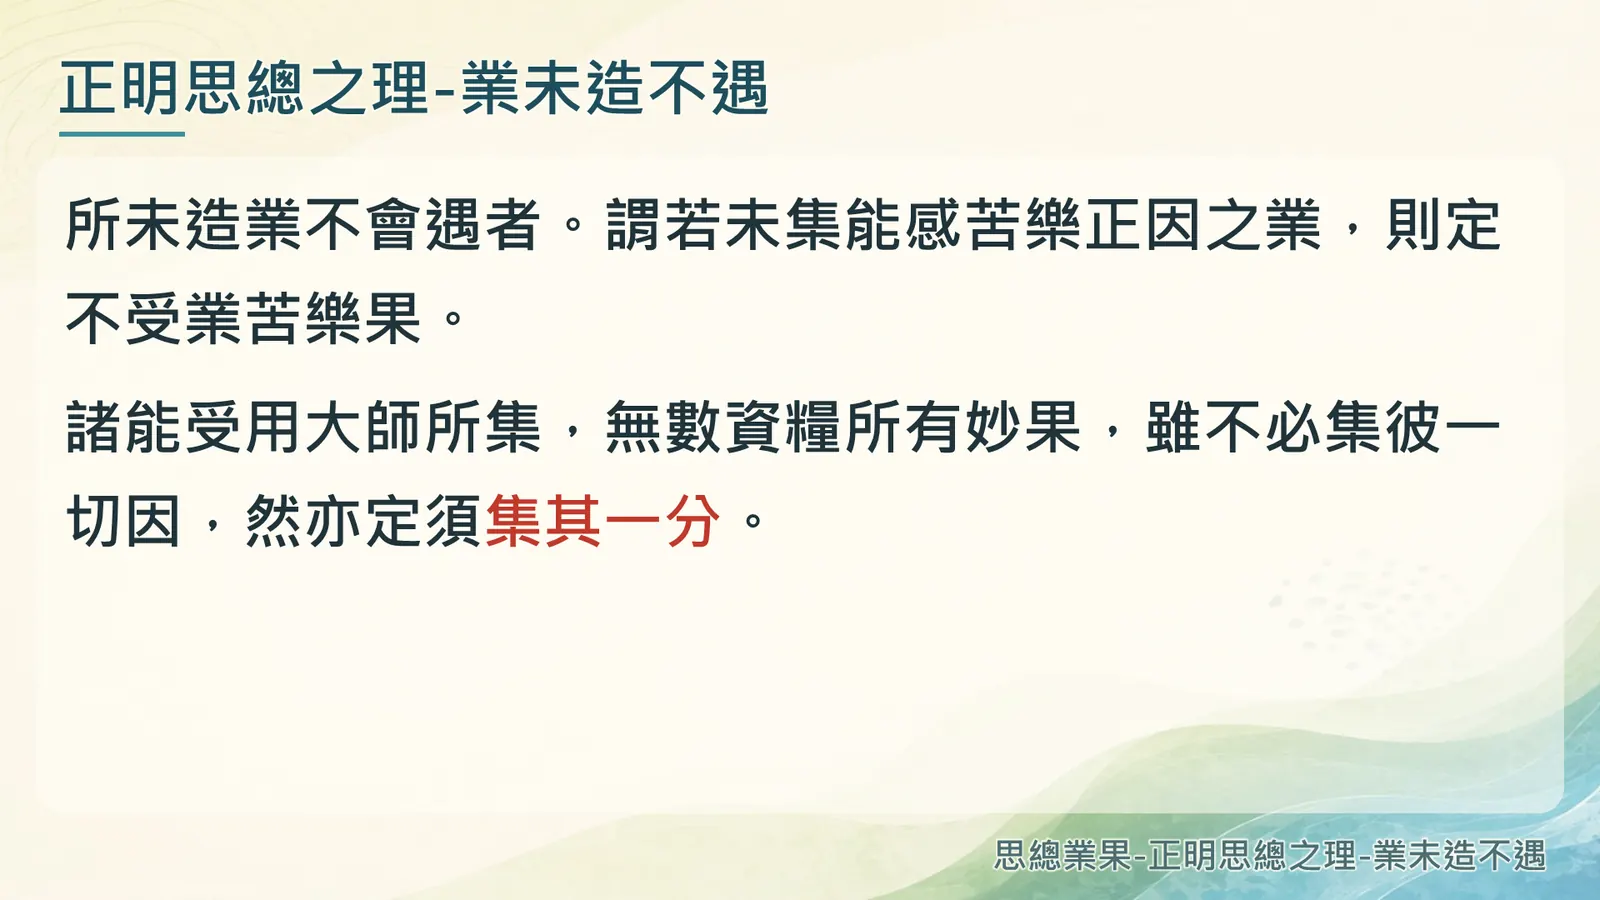 正明思總之理-業未造不遇
所未造業不會遇者。謂若未集能感苦樂正因之業，則定
不受業苦樂果。
諸能受用大師所集，無數資糧所有妙果，雖不必集彼一
切因，然亦定須集其一分。
思總業果-正明思總之理-業未造不遇